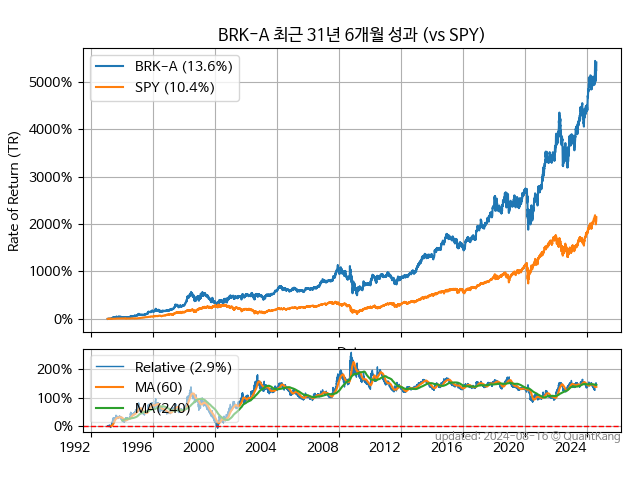 BRK-A 최근 31년 6개월 성과 (vs SPY)
BRK-A (13.6%)
SPY (10.4%)
Rate of Return (TR)
5000%
4000%
3000%
2000%
1000%
0%
Relative (2.9%)
MA(60)
MA(240)
200%
100%
0%
1992 1996 2000 2004 2008 2012 2016 2020 2024
updated: 2024-08-16 © QuantKang